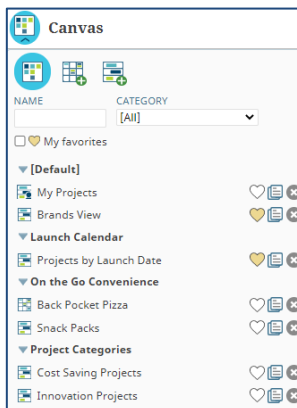 Canvas
NAME CATEGORY
[All]
My favorites
[Default]
My Projects
Brands View
Launch Calendar
Projects by Launch Date
On the Go Convenience
Back Pocket Pizza
Snack Packs
Project Categories
Cost Saving Projects
Innovation Projects